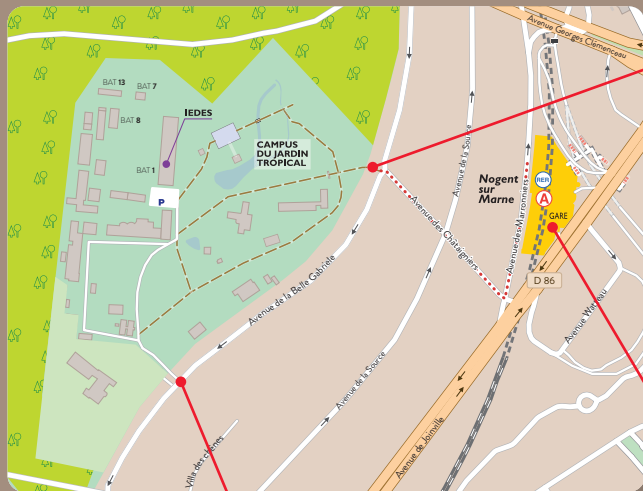 Avenue Georges Clemenceau
BAT 13
BAT 7
BAT 8
IEDES
BAT 1
P
CAMPUS
DU JARDIN
TROPICAL
Avenue de la Source
Nogent
sur
Marne
RER
A
GARE
Avenue des Marronniers
Avenue des Chataigniers
D 86
Avenue de la Belle Gabriele
Avenue Watteau
Avenue de la Source
Avenue de Joinville
Villa des chênes